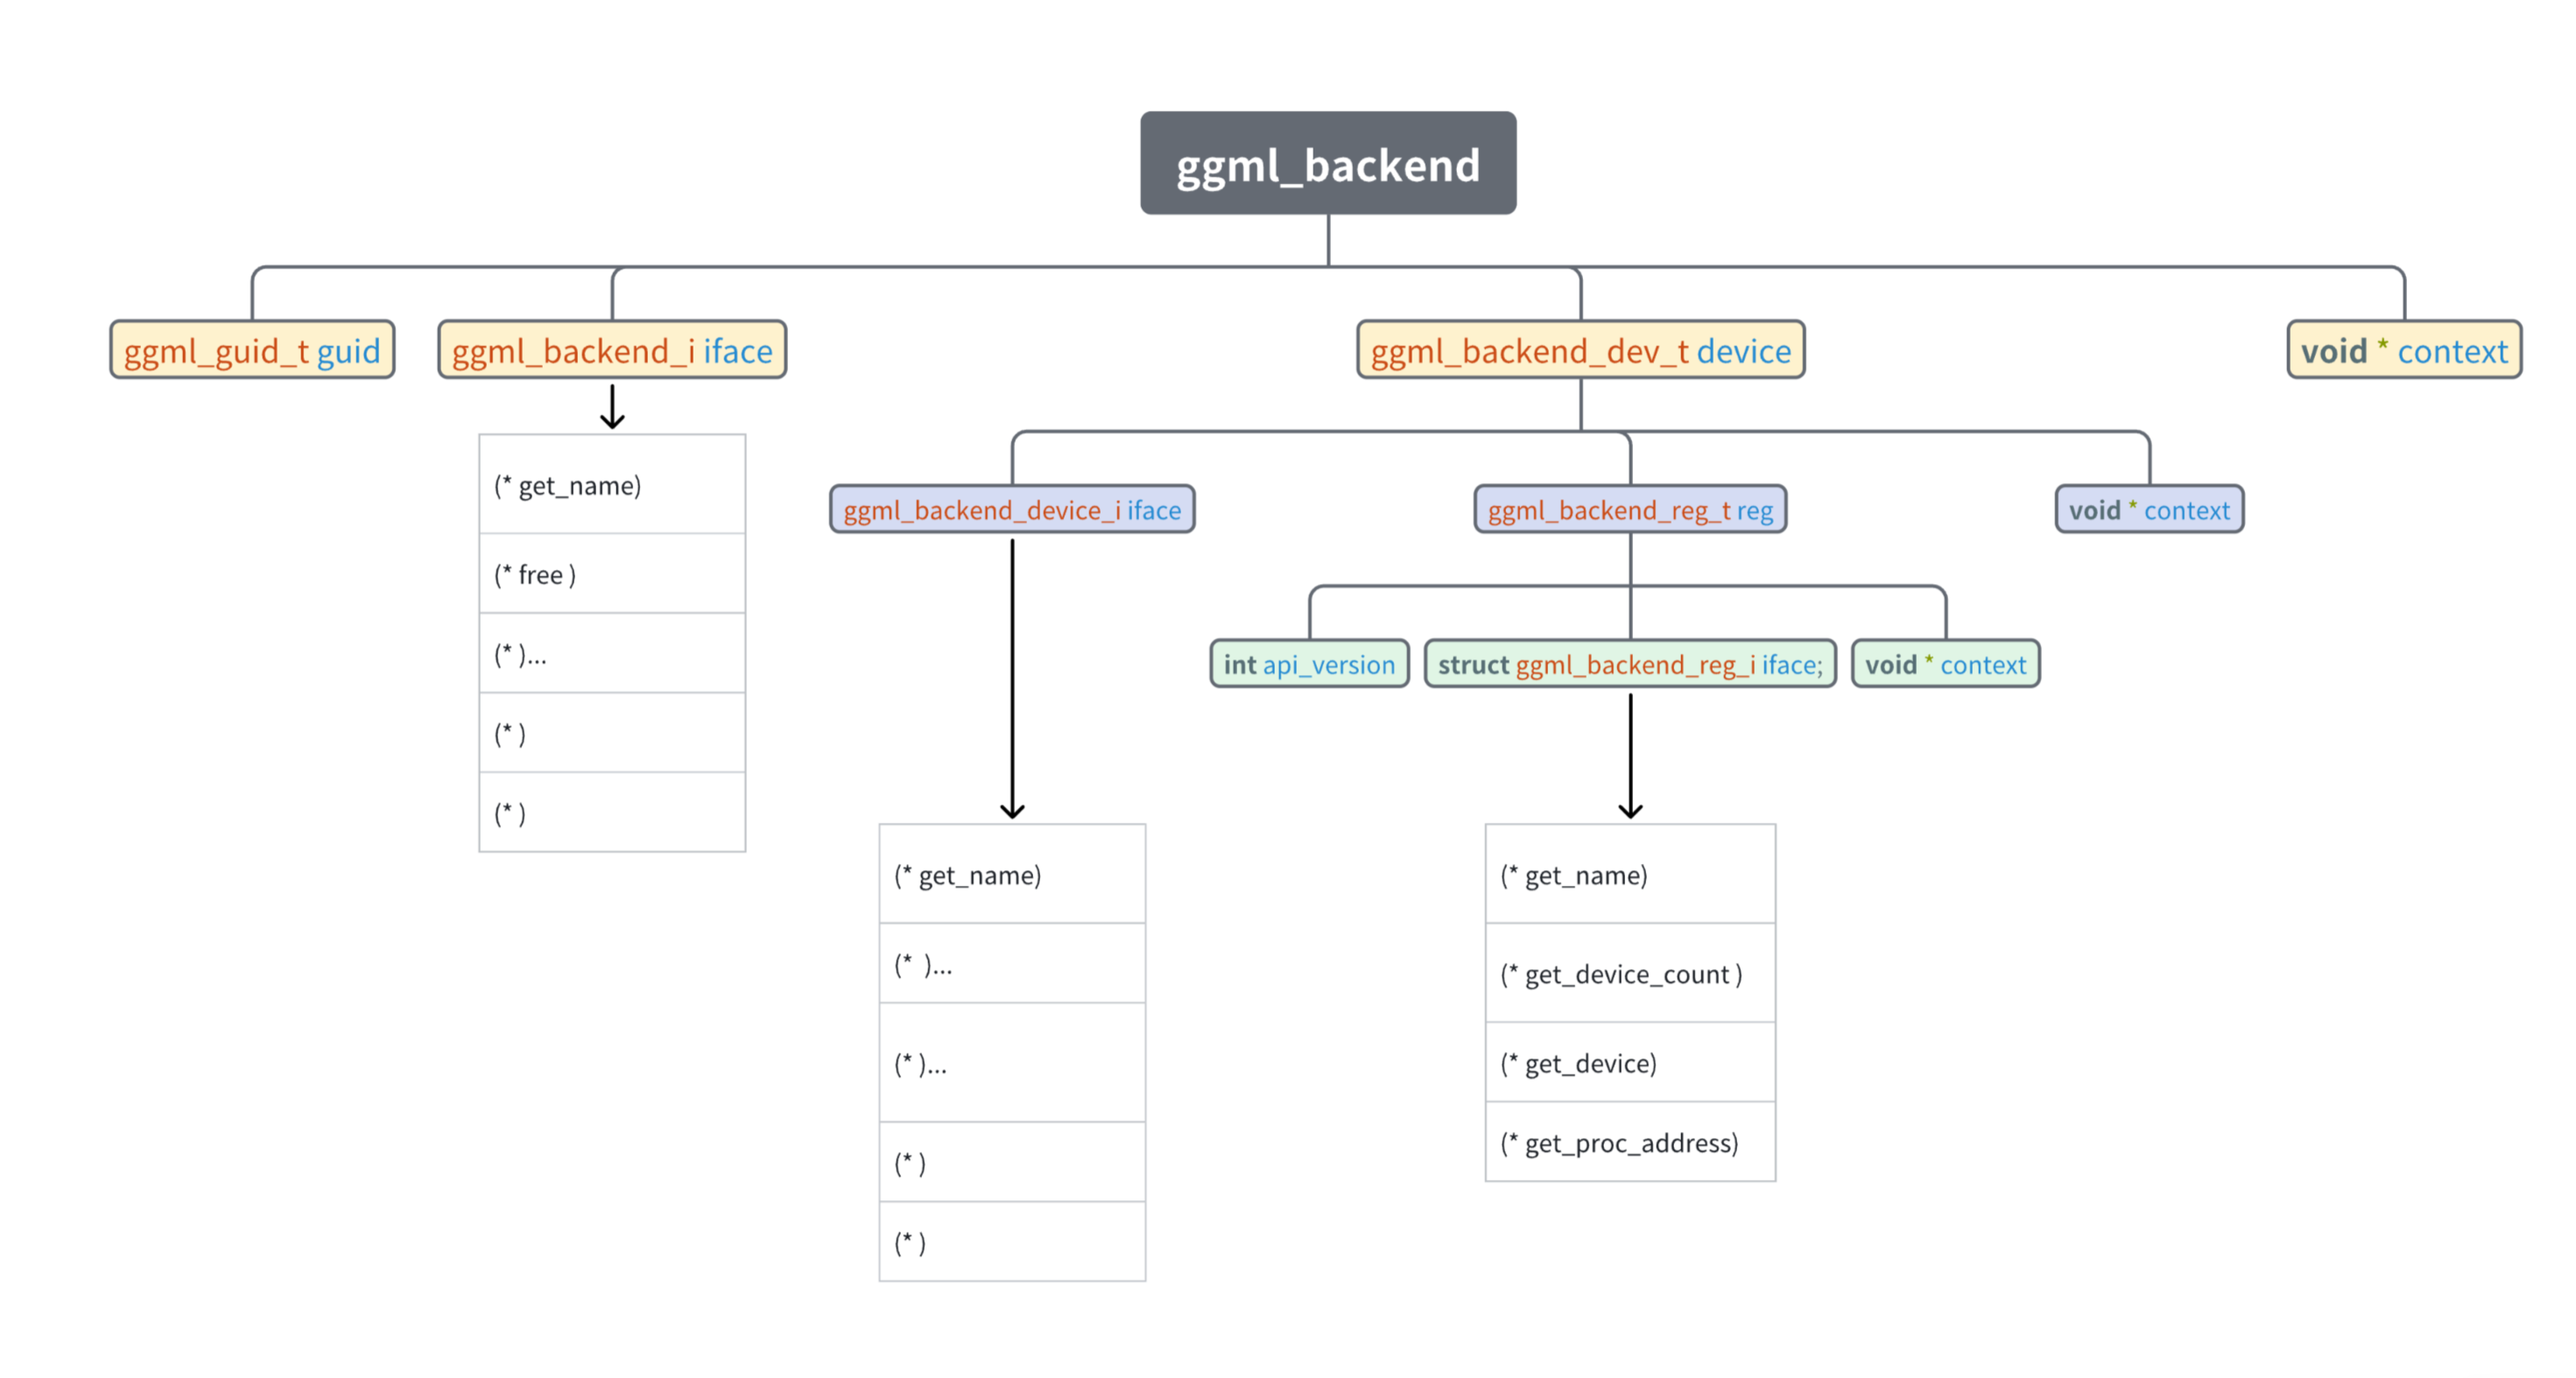 ggml_backend
ggml_guid_t guid
ggml_backend_i iface
ggml_backend_dev_t device
void * context
(* get_name)
(* free )
(* )...
(* )
(* )
ggml_backend_device_i iface
ggml_backend_reg_t reg
void * context
int api_version
struct ggml_backend_reg_i iface;
void * context
(* get_name)
(*  )...
(* )...
(* )
(* )
(* get_name)
(* get_device_count )
(* get_device)
(* get_proc_address)